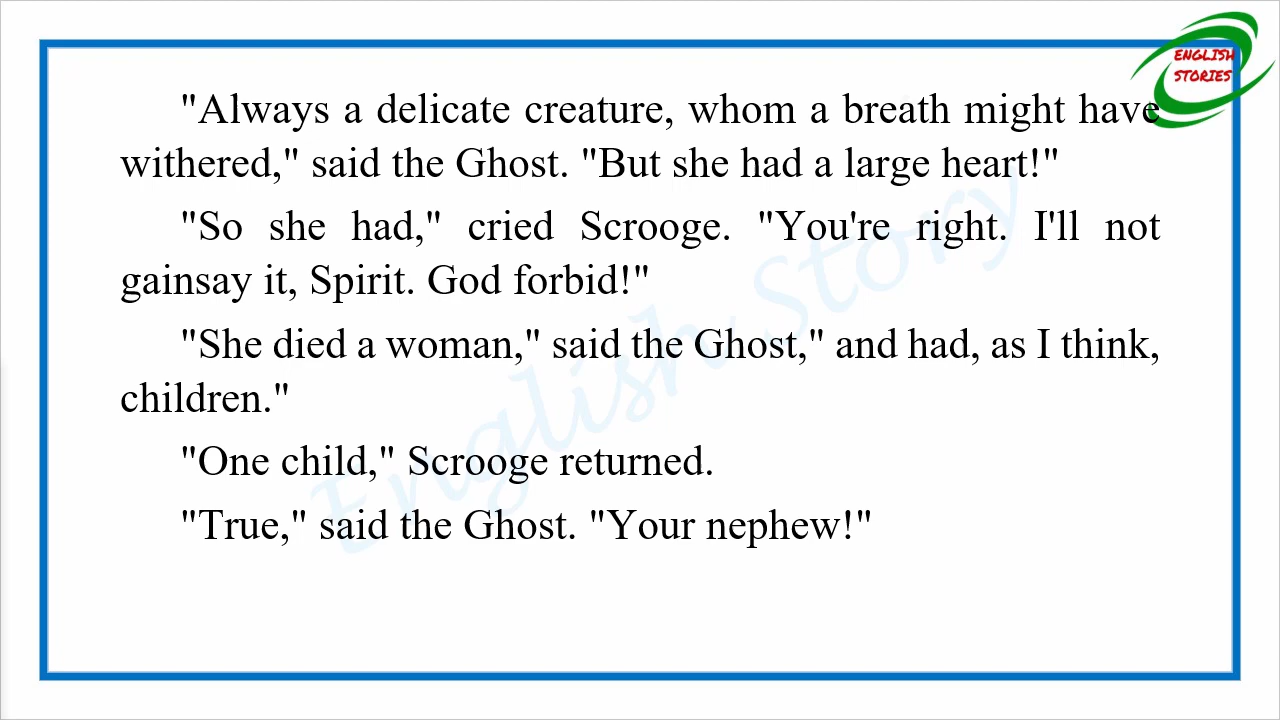 ENGLISH
STORIES
"Always a delicate creature, whom a breath might have
withered," said the Ghost. "But she had a large heart!"
"So she had," cried Scrooge. "You're right. I'll not
gainsay it, Spirit. God forbid!"
"She died a woman," said the Ghost," and had, as I think,
children."
"One child," Scrooge returned.
"True," said the Ghost. "Your nephew!"
English Story